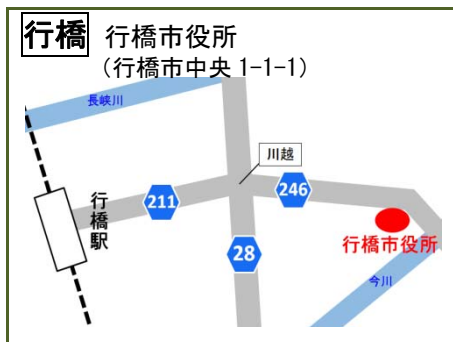 行橋 行橋市役所
（行橋市中央 1-1-1）
長峡川
川越
211
246
行橋駅
28
行橋市役所
今川